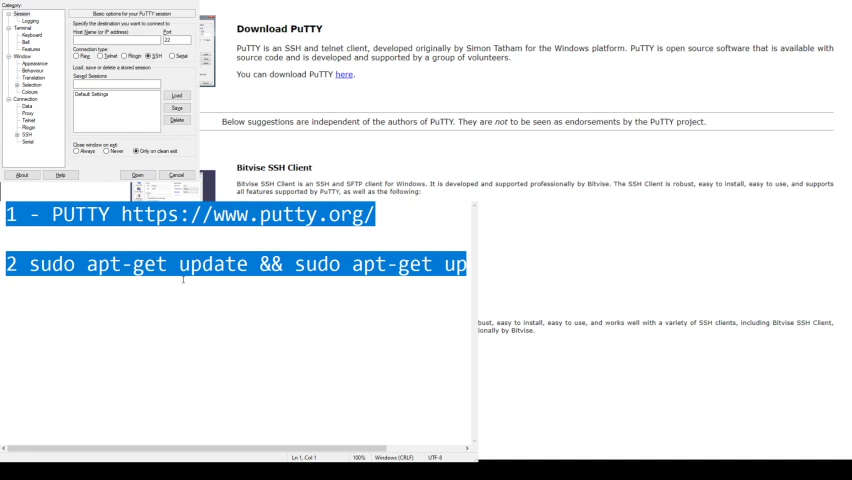 Category:
Session
Logging
Terminal
Keyboard
Bell
Features
Window
Appearance
Behaviour
Translation
Selection
Colours
Connection
Data
Proxy
Telnet
Rlogin
SSH
Serial
Basic options for your PuTTY session
Specify the destination you want to connect to
Host Name (or IP address) Port
22
Connection type:
Raw Telnet Rlogin SSH Serial
Load, save or delete a stored session
Saved Sessions
Default Settings
Load
Save
Delete
Close window on exit:
Always Never Only on clean exit
About Help Open Cancel
Download PuTTY
PuTTY is an SSH and telnet client, developed originally by Simon Tatham for the Windows platform. PuTTY is open source software that is available with
source code and is developed and supported by a group of volunteers.
You can download PuTTY here.
Below suggestions are independent of the authors of PuTTY. They are not to be seen as endorsements by the PuTTY project.
Bitvise SSH Client
Bitvise SSH Client is an SSH and SFTP client for Windows. It is developed and supported professionally by Bitvise. The SSH Client is robust, easy to install, easy to use, and supports
all features supported by PuTTY, as well as the following:
1 - PUTTY https://www.putty.org/
2 sudo apt-get update && sudo apt-get up
bust, easy to install, easy to use, and works well with a variety of SSH clients, including Bitvise SSH Client,
ionally by Bitvise.
Ln 1, Col 1 100% Windows (CRLF) UTF-8